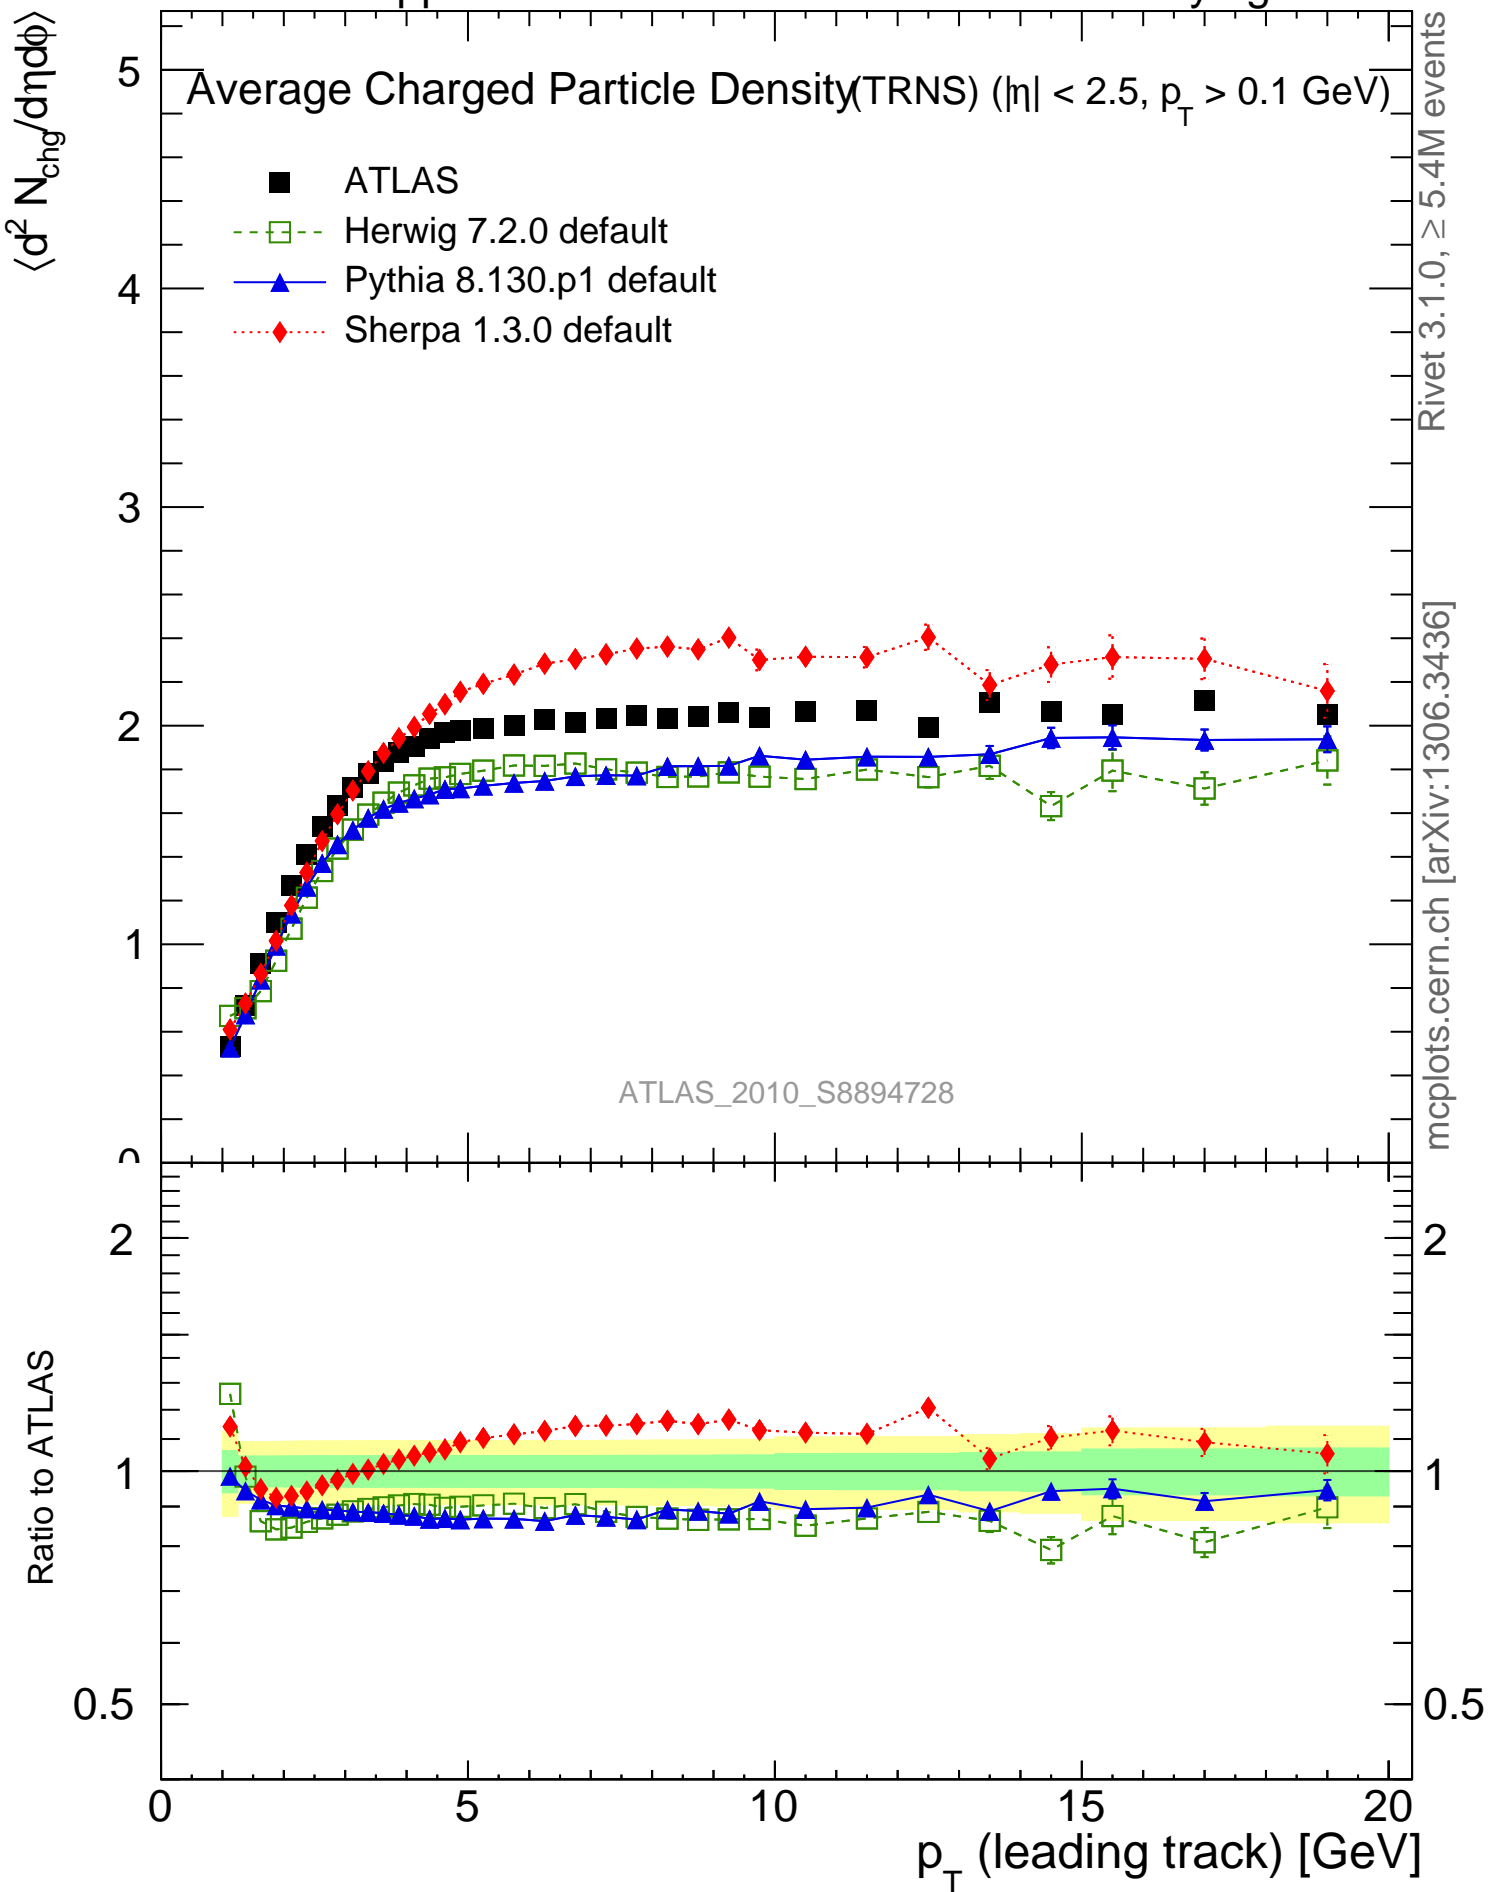 Average Charged Particle Density(TRNS) (|η| < 2.5, p_T > 0.1 GeV)
⟨d² N_chg/dηdϕ⟩
5
4
3
2
1
0
ATLAS
Herwig 7.2.0 default
Pythia 8.130.p1 default
Sherpa 1.3.0 default
ATLAS_2010_S8894728
Rivet 3.1.0, ≥ 5.4M events
mcplots.cern.ch [arXiv:1306.3436]
Ratio to ATLAS
2
1
0.5
2
1
0.5
0 5 10 15 20
p_T (leading track) [GeV]